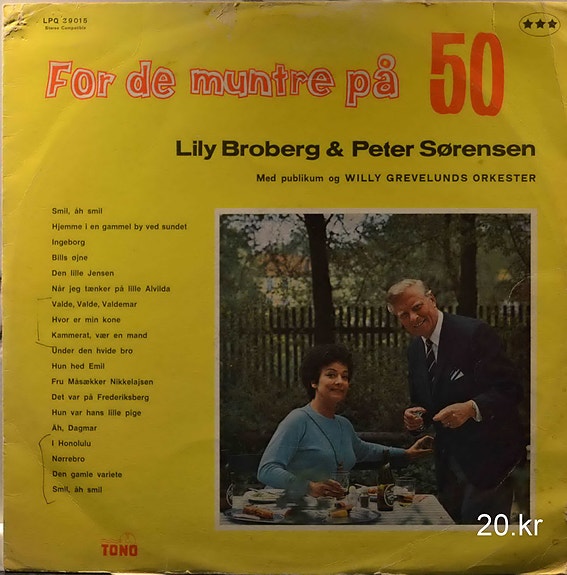 LPQ 29018
Stereo Compatible
For de muntre på 50
Lily Broberg & Peter Sørensen
Med publikum og WILLY GREVELUNDS ORKESTER
Smil, åh smil
Hjemme i en gammel by ved sundet
Ingeborg
Bills øjne
Den lille Jensen
Når jeg tænker på lille Alvilda
Valde, Valde, Valdemar
Hvor er min kone
Kammerat, vær en mand
Under den hvide bro
Hun hed Emil
Fru Måsækker Nikkelajsen
Det var på Frederiksberg
Hun var hans lille pige
Åh, Dagmar
I Honolulu
Nørrebro
Den gamle variete
Smil, åh smil
TONO
20.kr